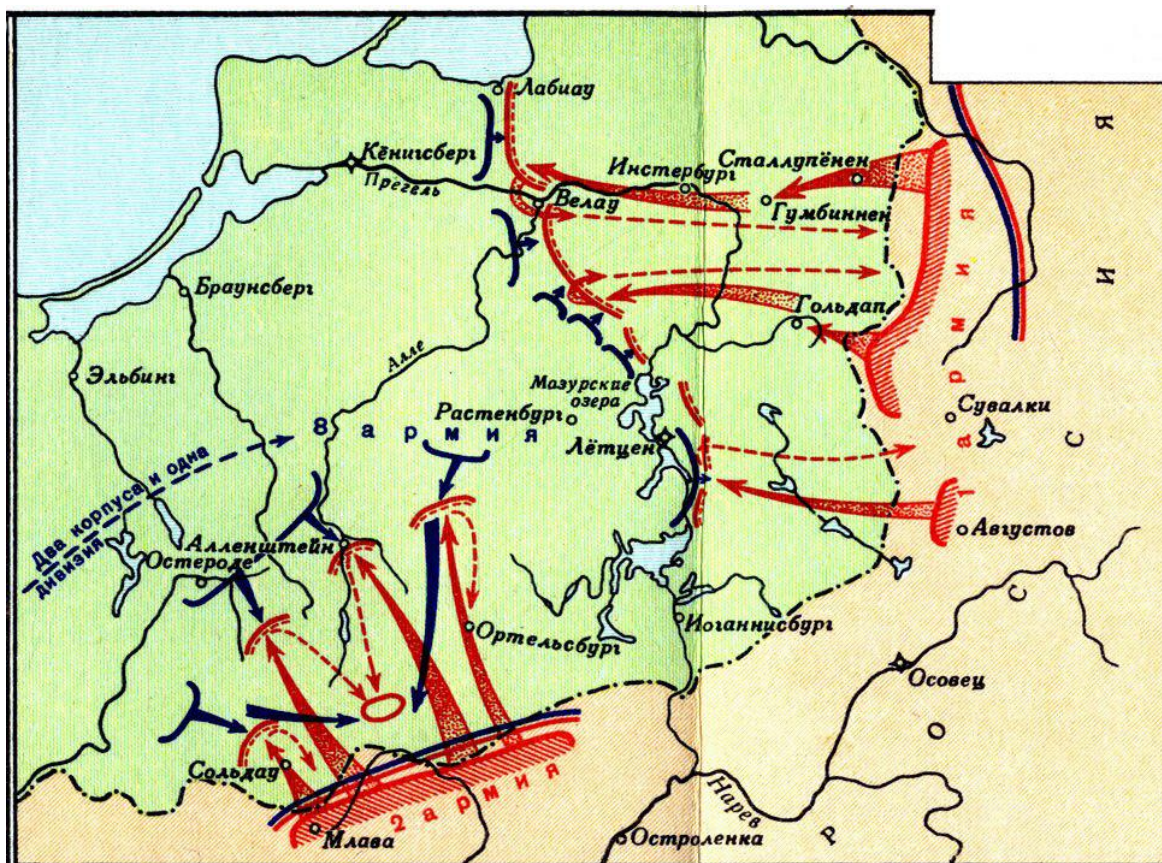 Лабиау
Кёнигсберг
Прегель
Инстербург
Сталлупёнен
Гумбиннен
Велау
Браунсберг
Гольдап
Алле
Эльбинг
Мазурские
озера
Растенбург
Сувалки
8 армия
Лётцен
1 армия
Два корпуса и одна
дивизия
Августов
Алленштейн
Остероде
Ортельсбург
Иоганнисбург
Осовец
Сольдау
2 армия
Млава
Нарев
Остроленка
РОССИЯ